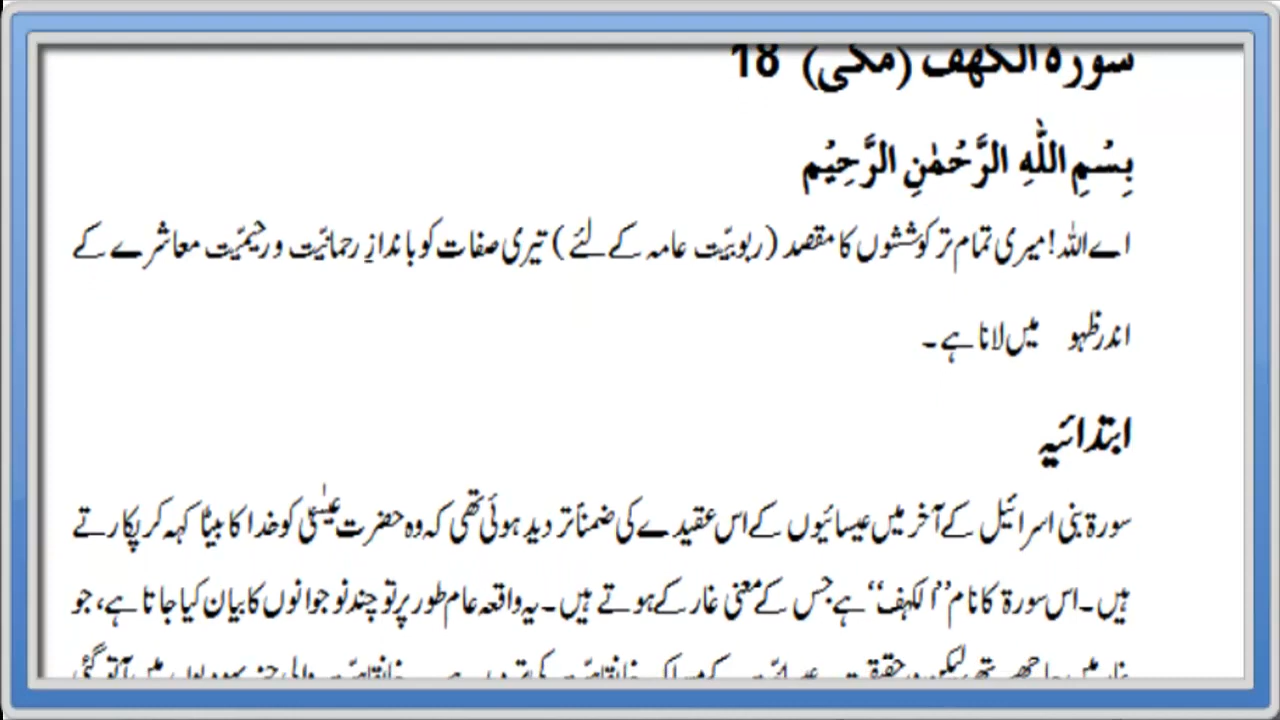 سورۃ الکھف (مکی) 18
بِسْمِ اللّٰهِ الرَّحْمٰنِ الرَّحِيْم
اے اللہ! میری تمام تر کوششوں کا مقصد (ربوبیّت عامہ کے لئے) تیری صفات کو باندازِ رحمانیّت و رحیمیّت معاشرے کے
اندر ظہو میں لانا ہے۔
ابتدائیہ
سورۃ بنی اسرائیل کے آخر میں عیسائیوں کے اس عقیدے کی ضمناً تردید ہوئی تھی کہ وہ حضرت عیسٰیؑ کو خدا کا بیٹا کہہ کر پکارتے
ہیں۔ اس سورۃ کا نام ’’الکہف‘‘ ہے جس کے معنی غار کے ہوتے ہیں۔ یہ واقعہ عام طور پر تو چند نوجوانوں کا بیان کیا جاتا ہے، جو